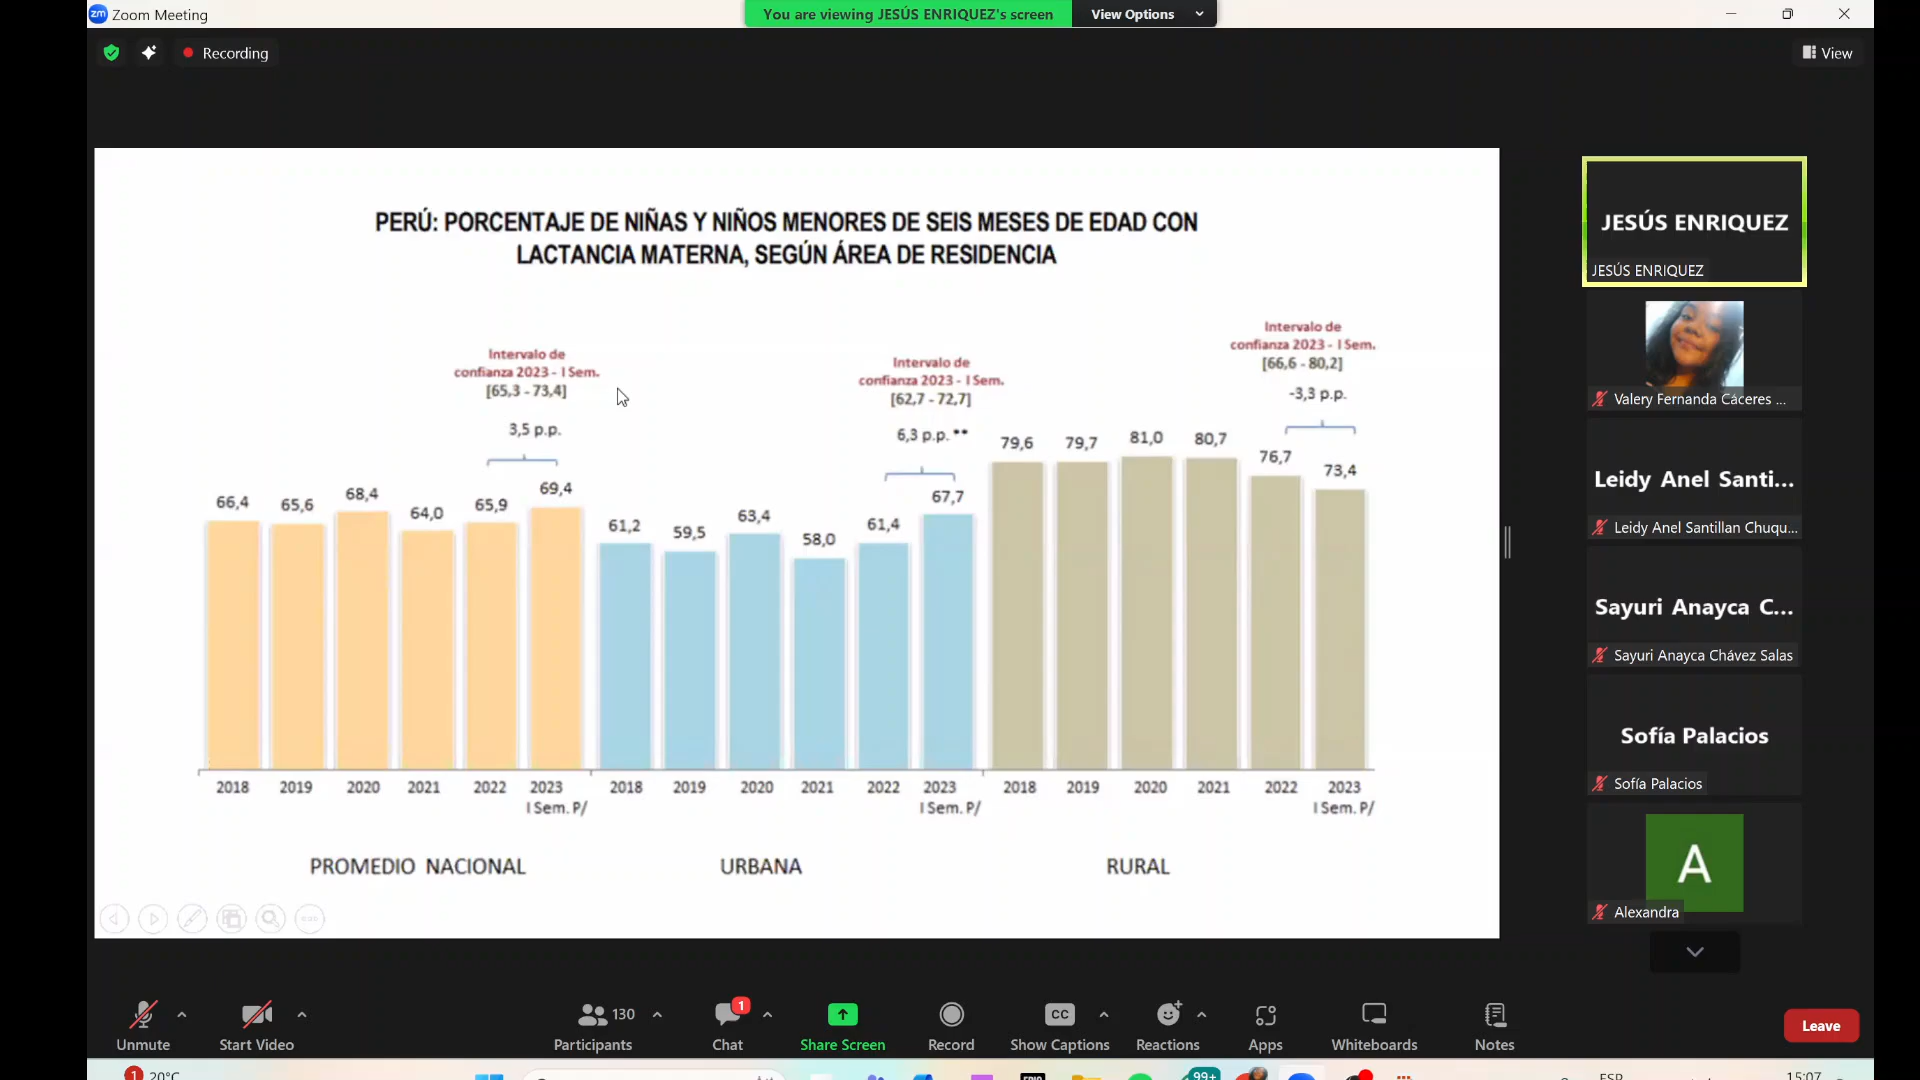 Zoom Meeting
You are viewing JESÚS ENRIQUEZ's screen
View Options
Recording
View
PERÚ: PORCENTAJE DE NIÑAS Y NIÑOS MENORES DE SEIS MESES DE EDAD CON
LACTANCIA MATERNA, SEGÚN ÁREA DE RESIDENCIA
Intervalo de
confianza 2023 - I Sem.
[65,3 - 73,4]
3,5 p.p.
66,4 65,6 68,4 64,0 65,9 69,4
2018 2019 2020 2021 2022 2023
I Sem. P/
PROMEDIO NACIONAL
Intervalo de
confianza 2023 - I Sem.
[62,7 - 72,7]
6,3 p.p. **
61,2 59,5 63,4 58,0 61,4 67,7
2018 2019 2020 2021 2022 2023
I Sem. P/
URBANA
Intervalo de
confianza 2023 - I Sem.
[66,6 - 80,2]
-3,3 p.p.
79,6 79,7 81,0 80,7 76,7 73,4
2018 2019 2020 2021 2022 2023
I Sem. P/
RURAL
JESÚS ENRIQUEZ
JESÚS ENRIQUEZ
Valery Fernanda Cáceres ...
Leidy Anel Santi...
Leidy Anel Santillan Chuqu...
Sayuri Anayca C...
Sayuri Anayca Chávez Salas
Sofía Palacios
Sofía Palacios
A
Alexandra
Unmute
Start Video
130
Participants
1
Chat
Share Screen
Record
CC
Show Captions
Reactions
Apps
Whiteboards
Notes
Leave
1
20°C
99+
ESP
15:07